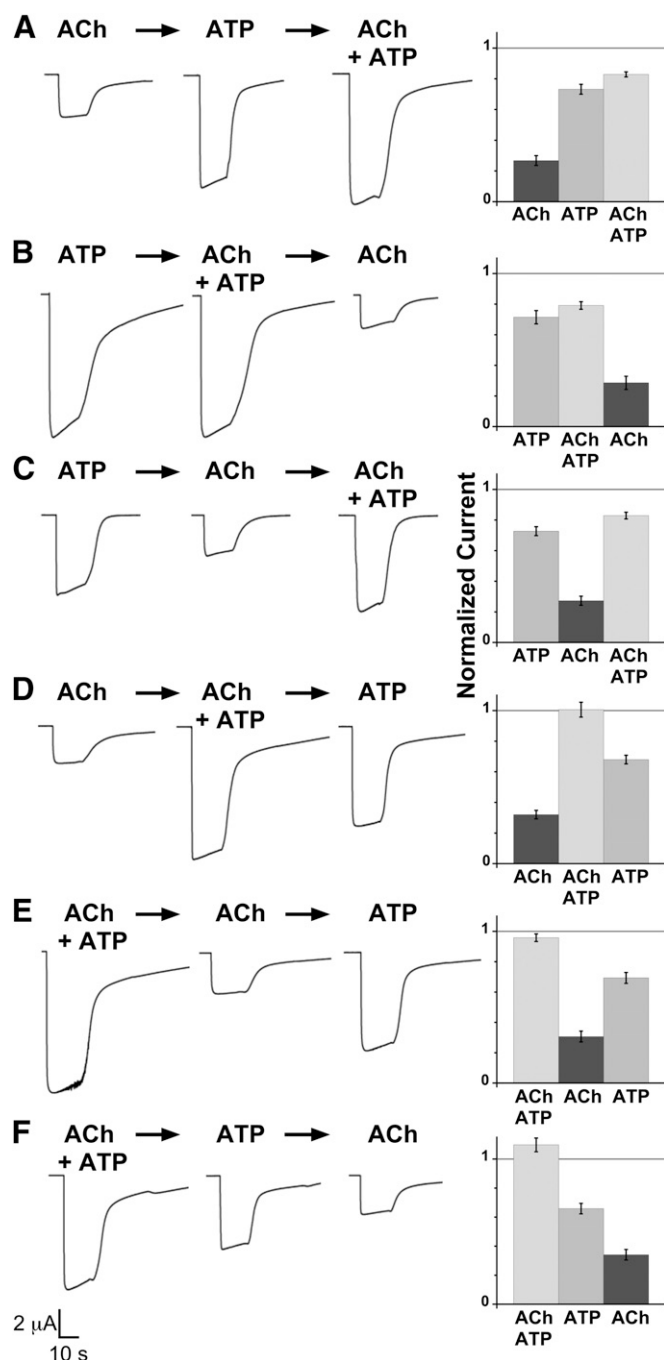 A ACh → ATP → ACh + ATP
1
0
ACh ATP ACh ATP
B ATP → ACh + ATP → ACh
1
0
ATP ACh ATP ACh
C ATP → ACh → ACh + ATP
1
0
ATP ACh ACh ATP
Normalized Current
D ACh → ACh + ATP → ATP
1
0
ACh ACh ATP ATP
E ACh + ATP → ACh → ATP
1
0
ACh ATP ACh ATP
F ACh + ATP → ATP → ACh
1
0
ACh ATP ATP ACh
2 μA
10 s